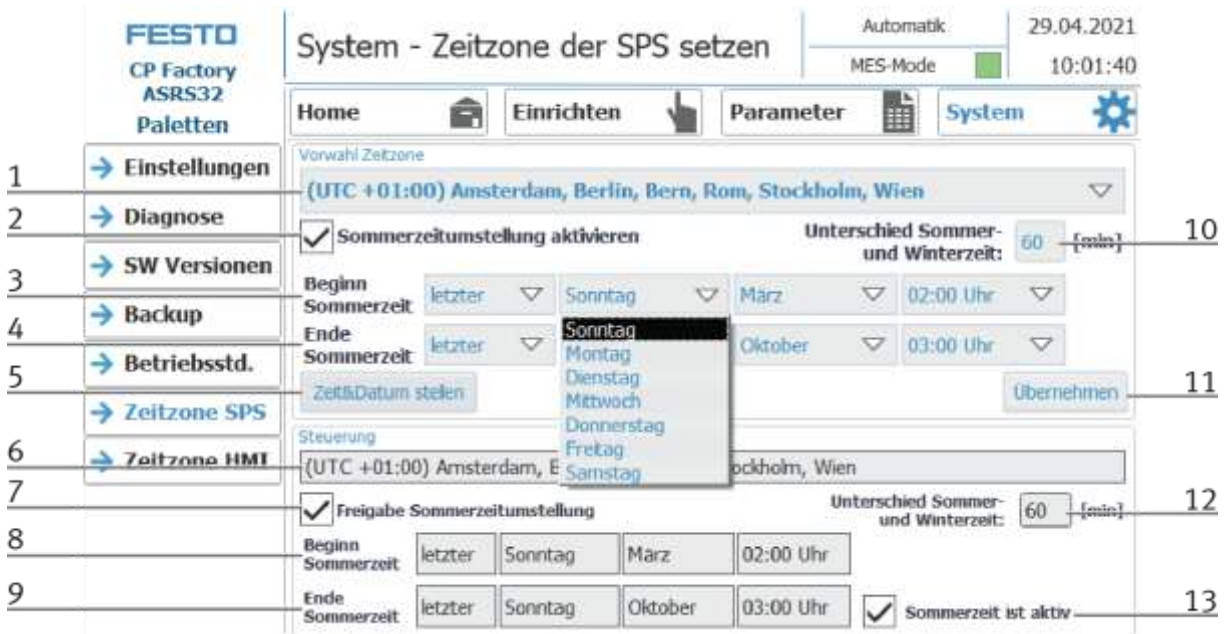 FESTO
CP Factory
ASRS32
Paletten
System - Zeitzone der SPS setzen
Automatik
MES-Mode
29.04.2021
10:01:40
Home
Einrichten
Parameter
System
Einstellungen
Diagnose
SW Versionen
Backup
Betriebsstd.
Zeitzone SPS
Zeitzone HMI
Vorwahl Zeitzone
1
(UTC +01:00) Amsterdam, Berlin, Bern, Rom, Stockholm, Wien
2
Sommerzeitumstellung aktivieren
Unterschied Sommer-
und Winterzeit:
60 [min]
10
3
Beginn
Sommerzeit
letzter Sonntag März 02:00 Uhr
4
Ende
Sommerzeit
letzter
Oktober 03:00 Uhr
Sonntag
Montag
Dienstag
Mittwoch
Donnerstag
Freitag
Samstag
5
Zeit&Datum stellen
Übernehmen
11
Steuerung
6
(UTC +01:00) Amsterdam, B
ockholm, Wien
7
Freigabe Sommerzeitumstellung
Unterschied Sommer-
und Winterzeit:
60 [min]
12
8
Beginn
Sommerzeit
letzter Sonntag März 02:00 Uhr
9
Ende
Sommerzeit
letzter Sonntag Oktober 03:00 Uhr
Sommerzeit ist aktiv
13